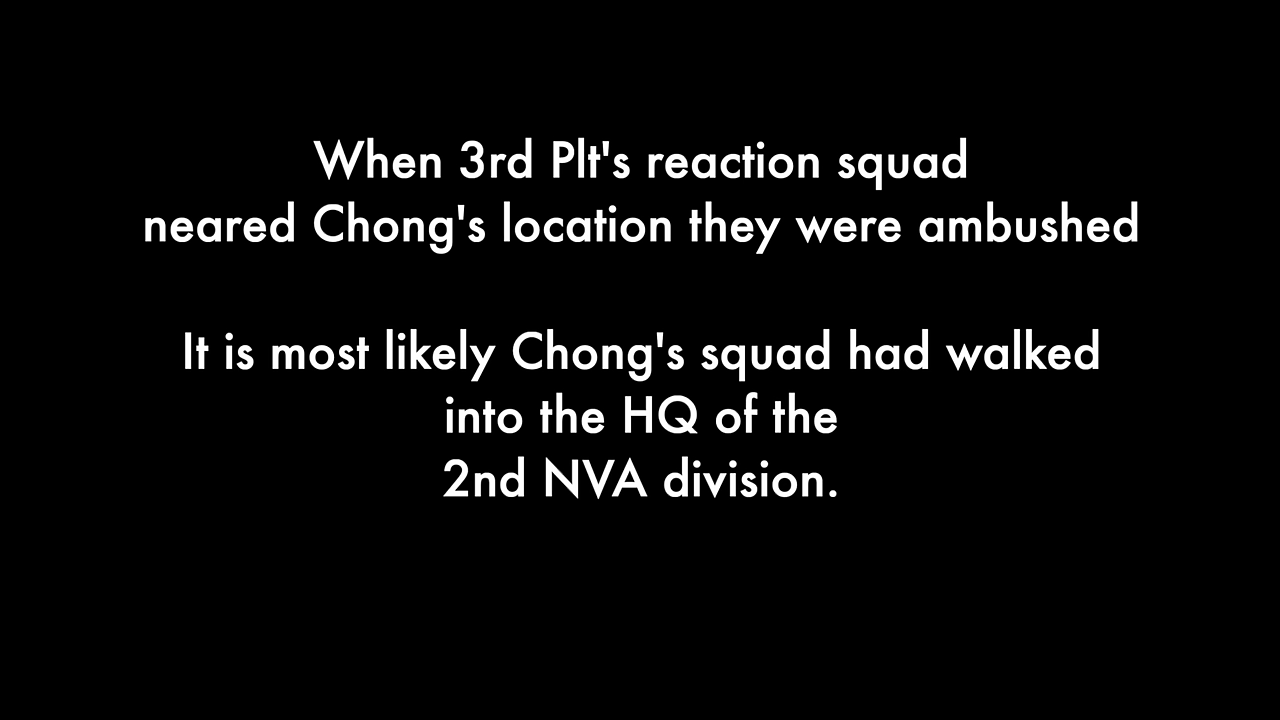 When 3rd Plt's reaction squad
neared Chong's location they were ambushed
It is most likely Chong's squad had walked
into the HQ of the
2nd NVA division.